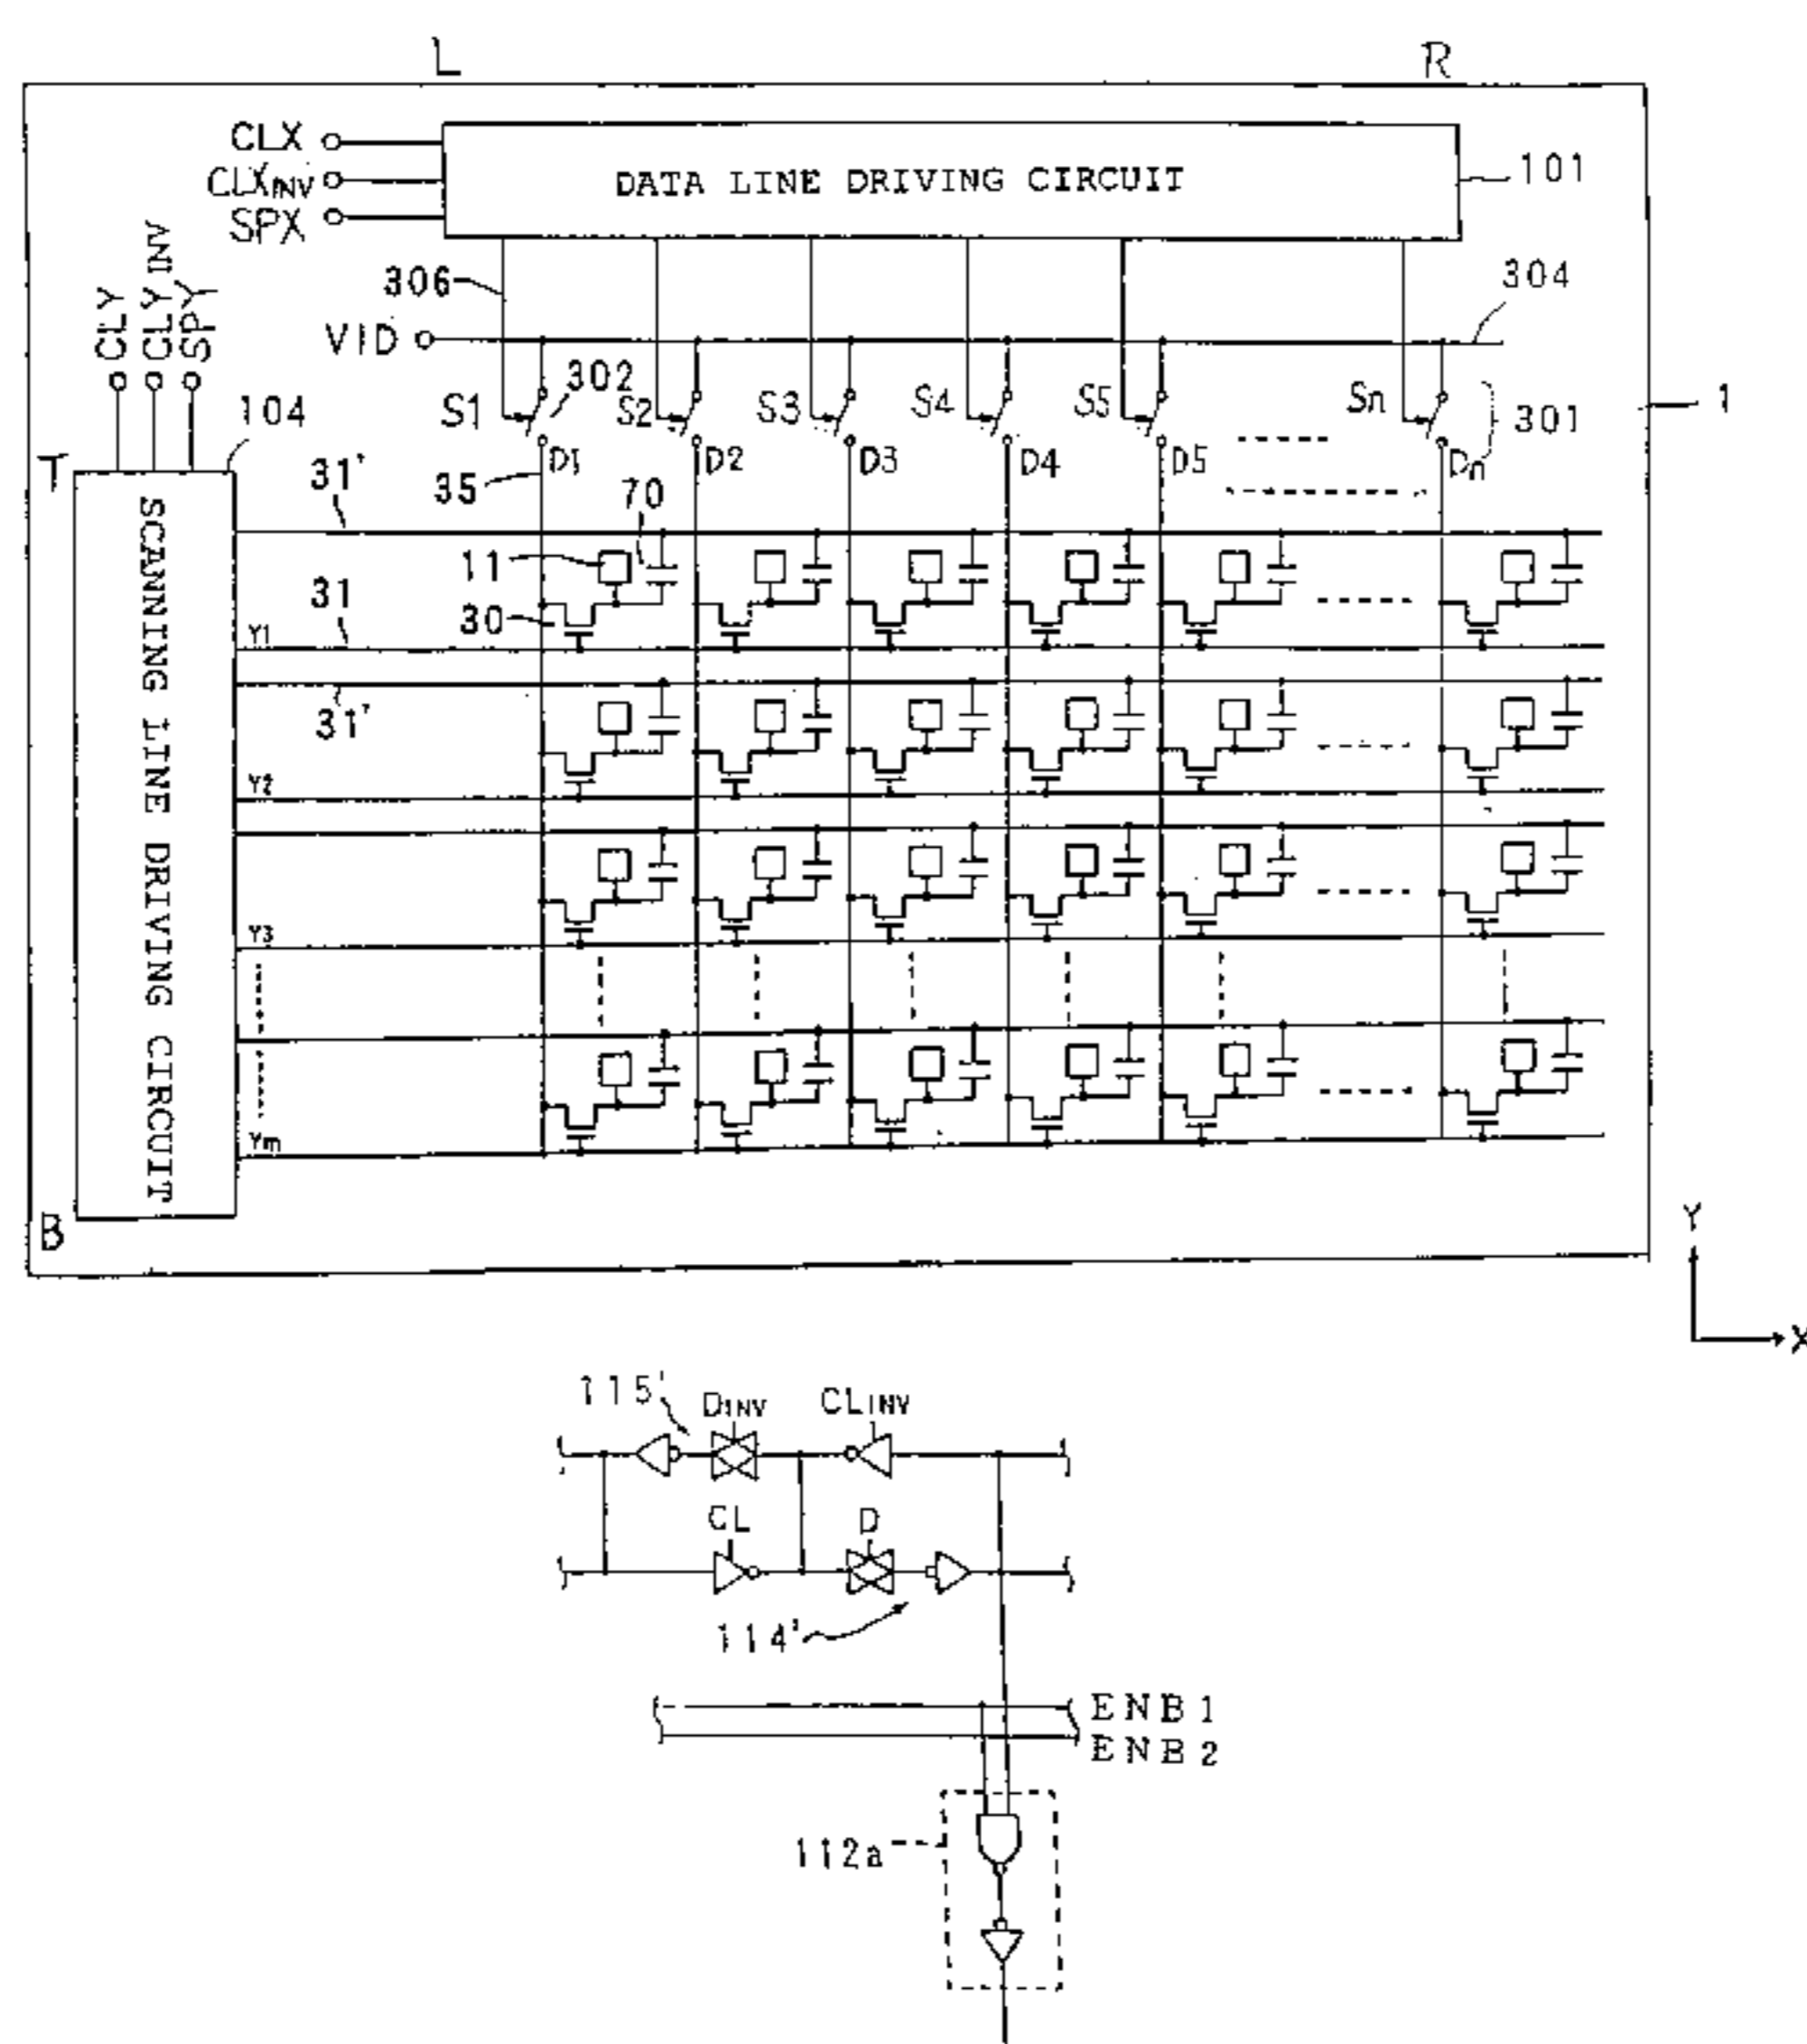 L R
CLX
DATA LINE DRIVING CIRCUIT 101
CLXINV
SPX
CLY
CLYINV
SPY
306
304
VID
302
S1 S2 S3 S4 S5 Sn
301
1
104
T
D1 D2 D3 D4 D5 Dn
35
31'
70
11
31
30
SCANNING LINE DRIVING CIRCUIT
Y1
31'
Y2
Y3
Ym
B
Y
X
115'
DINV
CLINV
CL
D
114'
ENB1
ENB2
112a